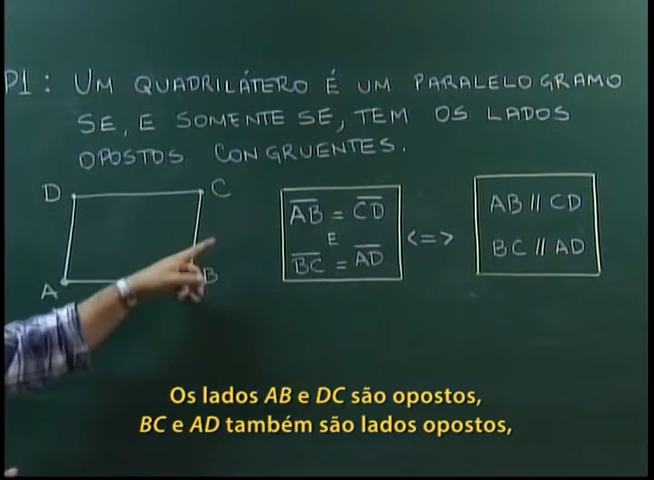 P1: UM QUADRILÁTERO É UM PARALELOGRAMO
SE, E SOMENTE SE, TEM OS LADOS
OPOSTOS CONGRUENTES.
D C
A B
AB = CD
E
BC = AD
<=>
AB // CD
BC // AD
Os lados AB e DC são opostos,
BC e AD também são lados opostos,